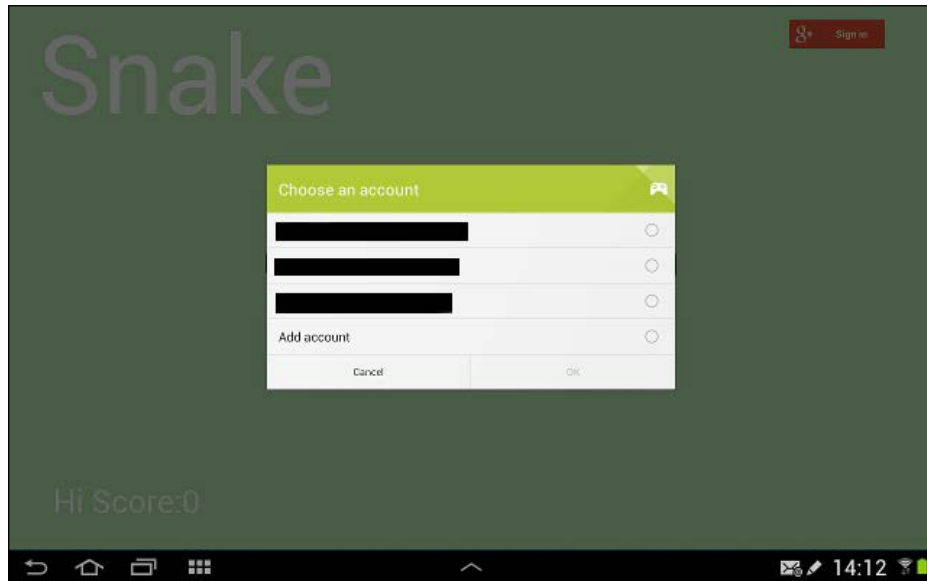 Snake
g+ Sign in
Choose an account
Add account
Cancel
OK
Hi Score:0
14:12